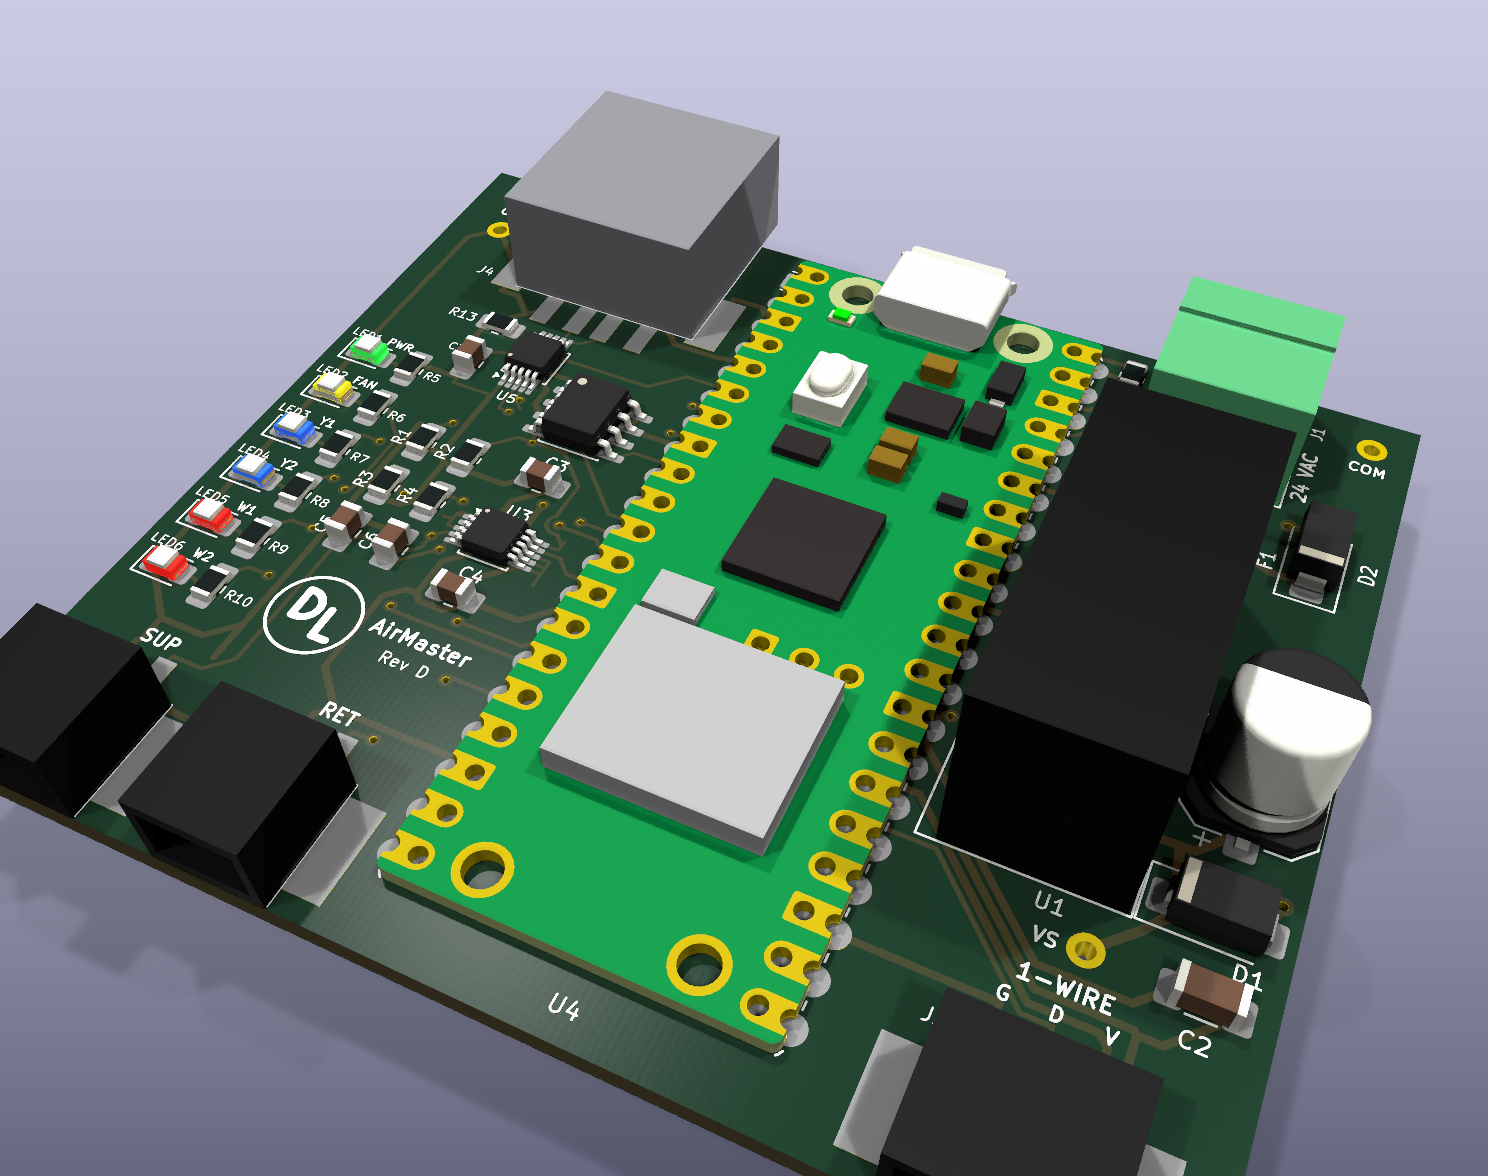 J4
R13
LED1 PWR
R5
U5
LED2 FAN
R6
LED3 Y1
R7
R1
R2
LED4 Y2
R8
R3
R4
C3
LED5 W1
R9
U3
LED6 W2
R10
C4
DL
AirMaster
Rev D
SUP
RET
U4
J1
24 VAC
COM
F1
D2
+
U1
VS
D1
1-WIRE
G
D
V
C2